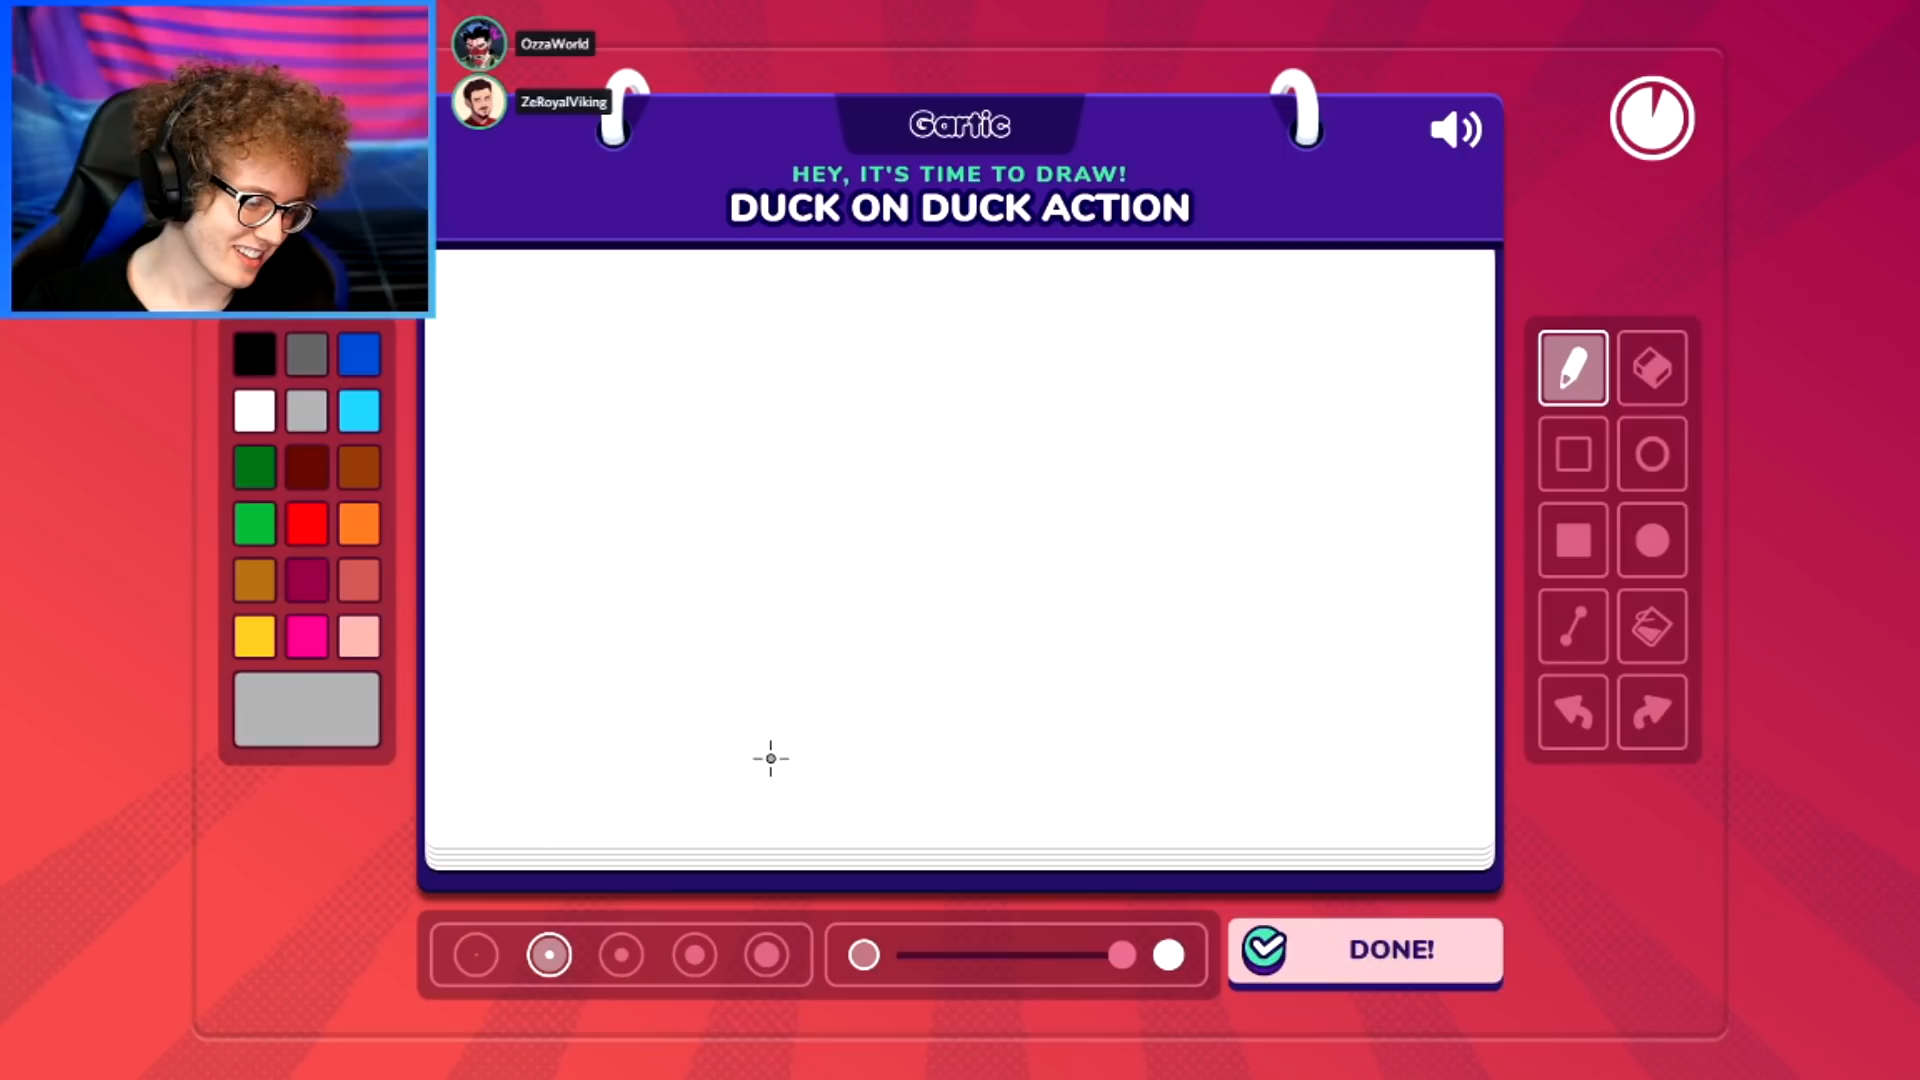 OzzaWorld
ZeRoyalViking
Gartic
HEY, IT'S TIME TO DRAW!
DUCK ON DUCK ACTION
DONE!